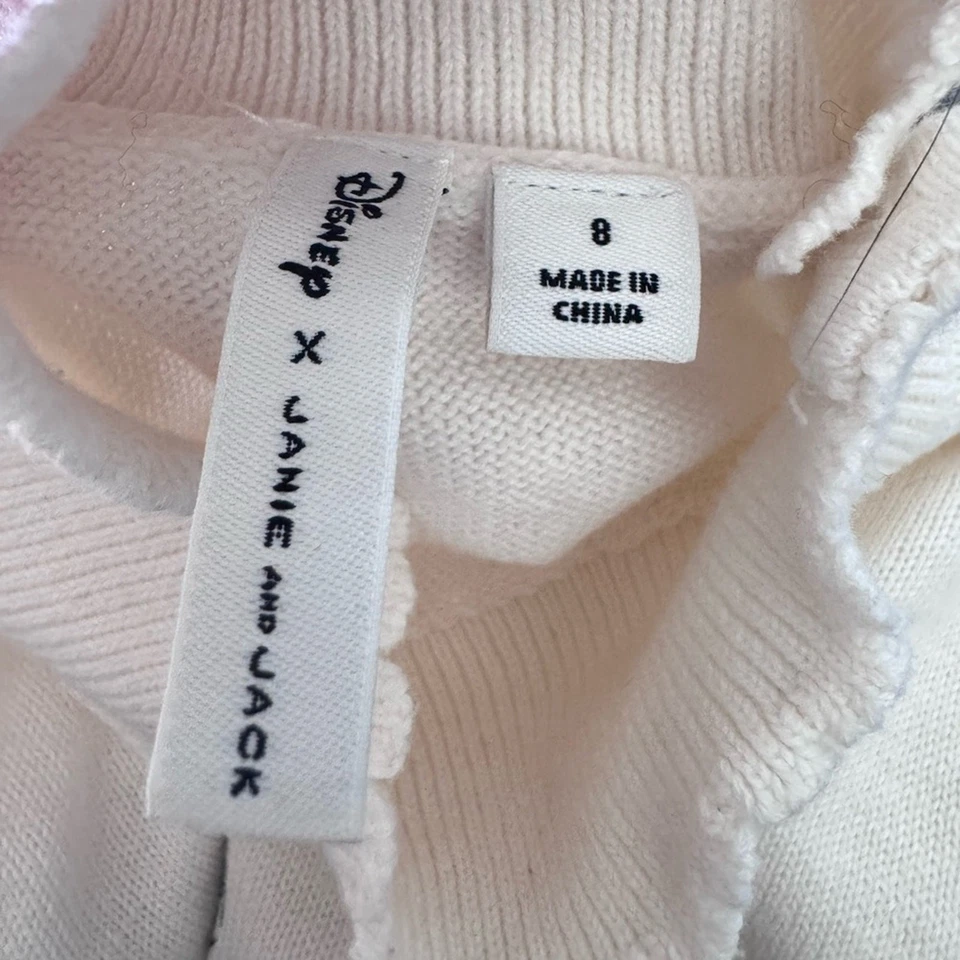 Disney X JANIE AND JACK
8
MADE IN
CHINA